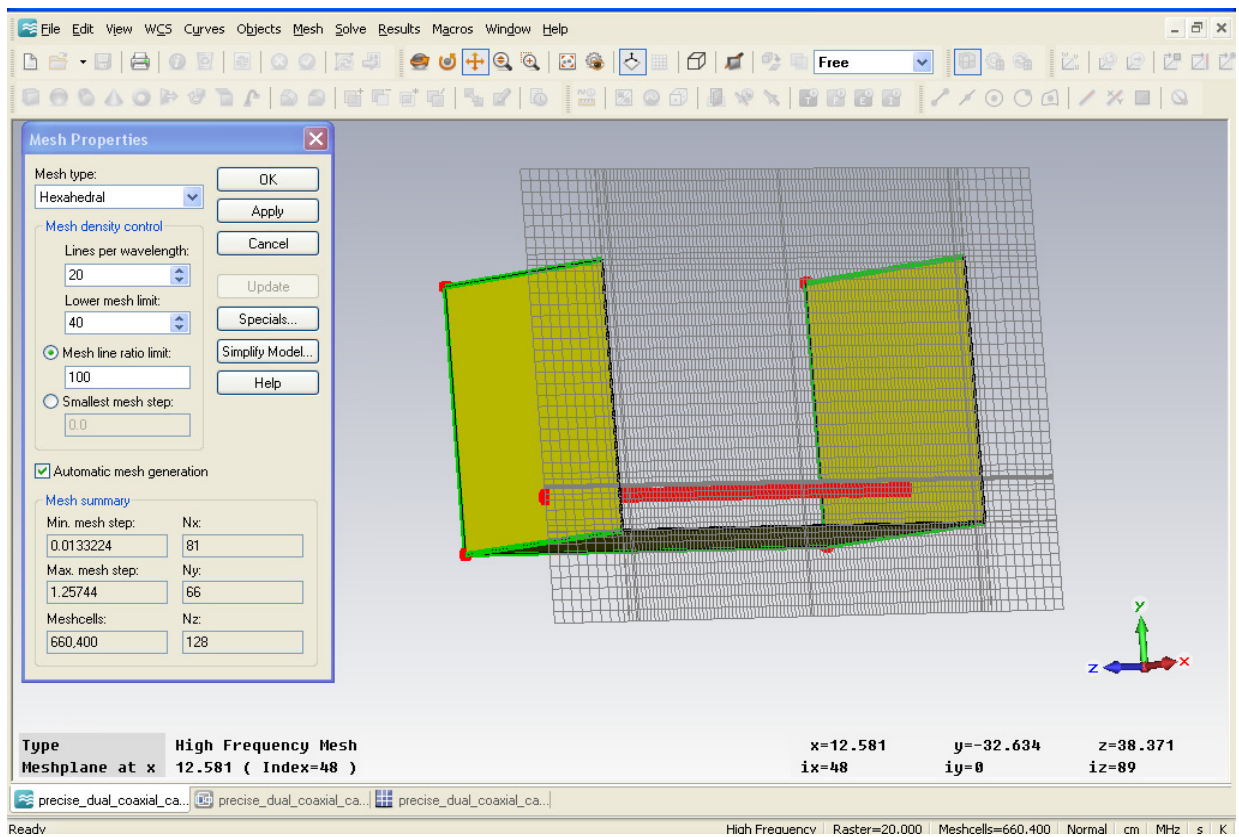 File Edit View WCS Curves Objects Mesh Solve Results Macros Window Help
Free
Mesh Properties
Mesh type:
Hexahedral
OK
Apply
Mesh density control
Cancel
Lines per wavelength:
20
Update
Lower mesh limit:
40
Specials...
Mesh line ratio limit:
Simplify Model...
100
Help
Smallest mesh step:
0.0
Automatic mesh generation
Mesh summary
Min. mesh step: Nx:
0.0133224 81
Max. mesh step: Ny:
1.25744 66
Meshcells: Nz:
660,400 128
y
z x
Type High Frequency Mesh x=12.581 y=-32.634 z=38.371
Meshplane at x 12.581 ( Index=48 ) ix=48 iy=0 iz=89
precise_dual_coaxial_ca... precise_dual_coaxial_ca... precise_dual_coaxial_ca...
Ready High Frequency Raster=20.000 Meshcells=660,400 Normal cm MHz s K